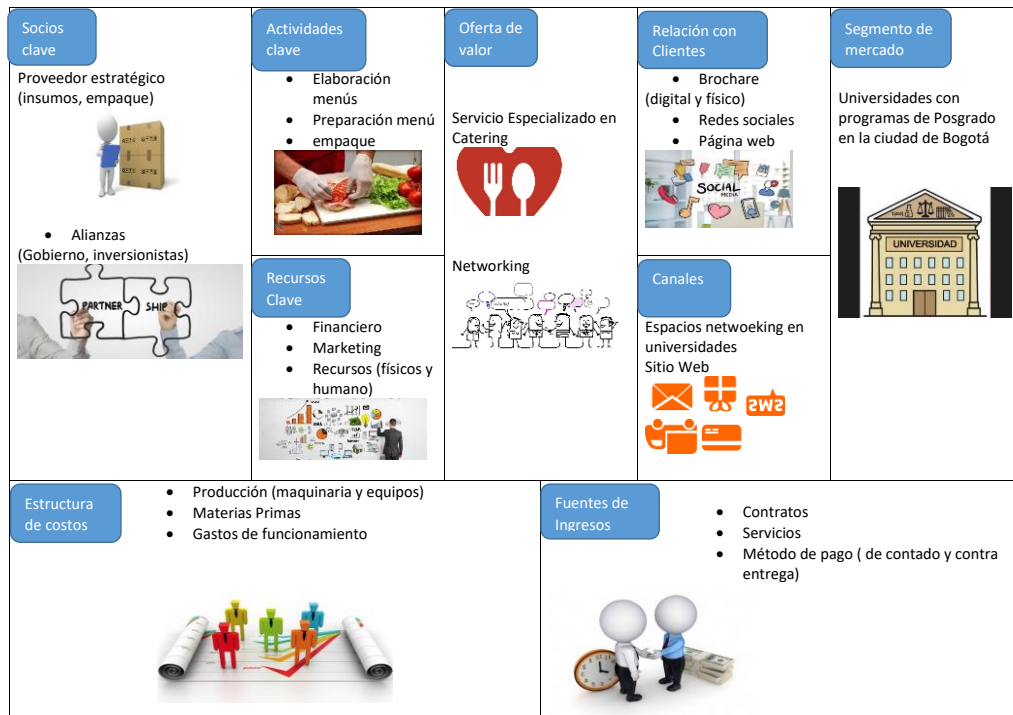 Socios
clave
Proveedor estratégico
(insumos, empaque)
• Alianzas
(Gobierno, inversionistas)
PARTNER SHIP
Actividades
clave
• Elaboración
menús
• Preparación menú
• empaque
Recursos
Clave
• Financiero
• Marketing
• Recursos (físicos y
humano)
Oferta de
valor
Servicio Especializado en
Catering
Networking
Relación con
Clientes
• Brochare
(digital y físico)
• Redes sociales
• Página web
SOCIAL
MEDIA
Canales
Espacios netwoeking en
universidades
Sitio Web
SMS
Segmento de
mercado
Universidades con
programas de Posgrado
en la ciudad de Bogotá
UNIVERSIDAD
Estructura
de costos
• Producción (maquinaria y equipos)
• Materias Primas
• Gastos de funcionamiento
Fuentes de
Ingresos
• Contratos
• Servicios
• Método de pago ( de contado y contra
entrega)